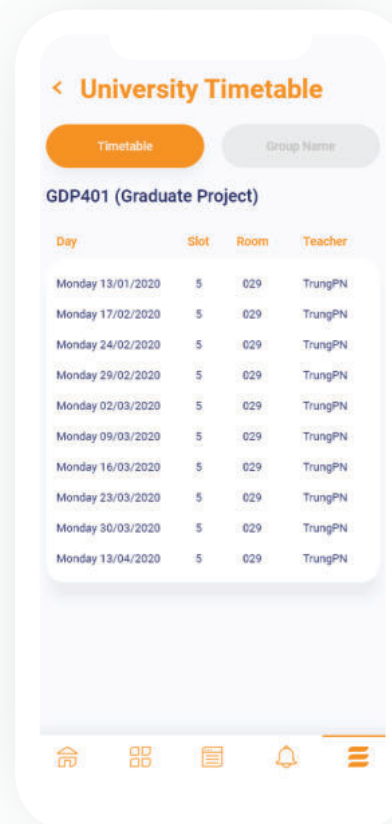 < University Timetable
Timetable Group Name
GDP401 (Graduate Project)
Day Slot Room Teacher
Monday 13/01/2020 5 029 TrungPN
Monday 17/02/2020 5 029 TrungPN
Monday 24/02/2020 5 029 TrungPN
Monday 29/02/2020 5 029 TrungPN
Monday 02/03/2020 5 029 TrungPN
Monday 09/03/2020 5 029 TrungPN
Monday 16/03/2020 5 029 TrungPN
Monday 23/03/2020 5 029 TrungPN
Monday 30/03/2020 5 029 TrungPN
Monday 13/04/2020 5 029 TrungPN